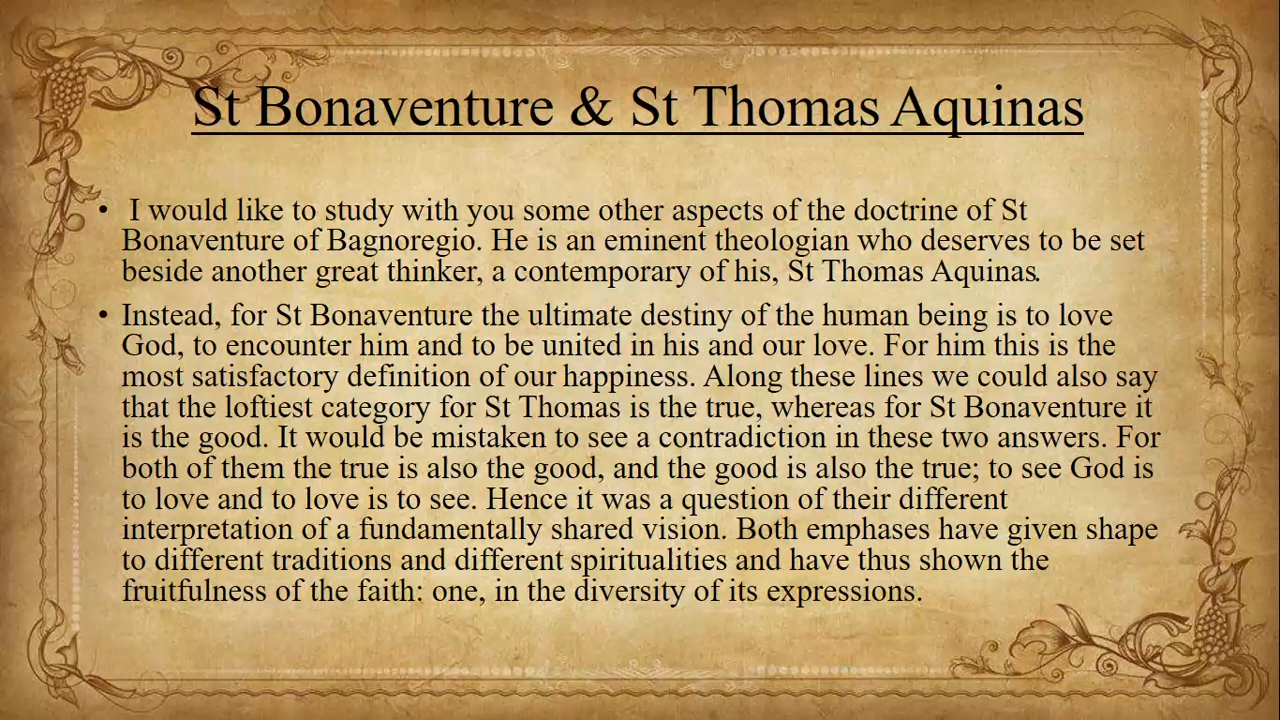 St Bonaventure & St Thomas Aquinas
• I would like to study with you some other aspects of the doctrine of St
Bonaventure of Bagnoregio. He is an eminent theologian who deserves to be set
beside another great thinker, a contemporary of his, St Thomas Aquinas.
• Instead, for St Bonaventure the ultimate destiny of the human being is to love
God, to encounter him and to be united in his and our love. For him this is the
most satisfactory definition of our happiness. Along these lines we could also say
that the loftiest category for St Thomas is the true, whereas for St Bonaventure it
is the good. It would be mistaken to see a contradiction in these two answers. For
both of them the true is also the good, and the good is also the true; to see God is
to love and to love is to see. Hence it was a question of their different
interpretation of a fundamentally shared vision. Both emphases have given shape
to different traditions and different spiritualities and have thus shown the
fruitfulness of the faith: one, in the diversity of its expressions.